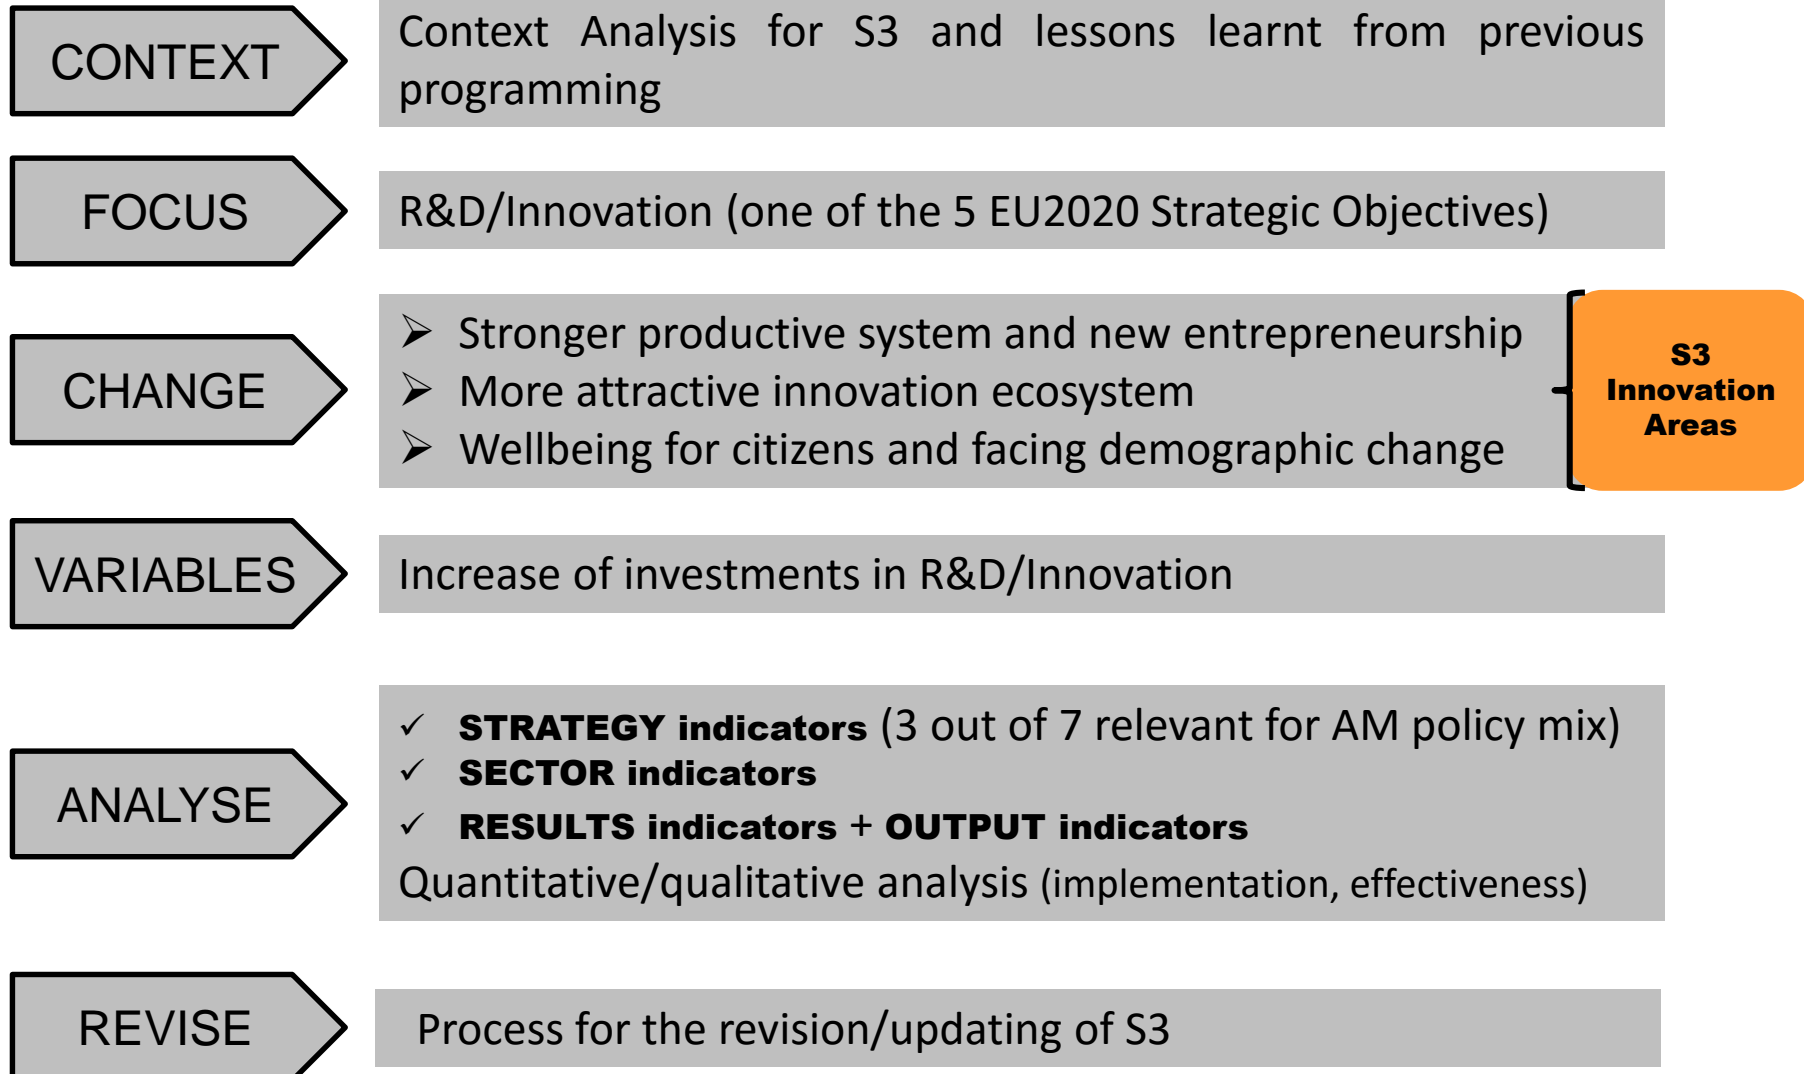 CONTEXT
Context Analysis for S3 and lessons learnt from previous
programming
FOCUS
R&D/Innovation (one of the 5 EU2020 Strategic Objectives)
CHANGE
➢ Stronger productive system and new entrepreneurship
➢ More attractive innovation ecosystem
➢ Wellbeing for citizens and facing demographic change
S3
Innovation
Areas
VARIABLES
Increase of investments in R&D/Innovation
ANALYSE
✓ STRATEGY indicators (3 out of 7 relevant for AM policy mix)
✓ SECTOR indicators
✓ RESULTS indicators + OUTPUT indicators
Quantitative/qualitative analysis (implementation, effectiveness)
REVISE
Process for the revision/updating of S3